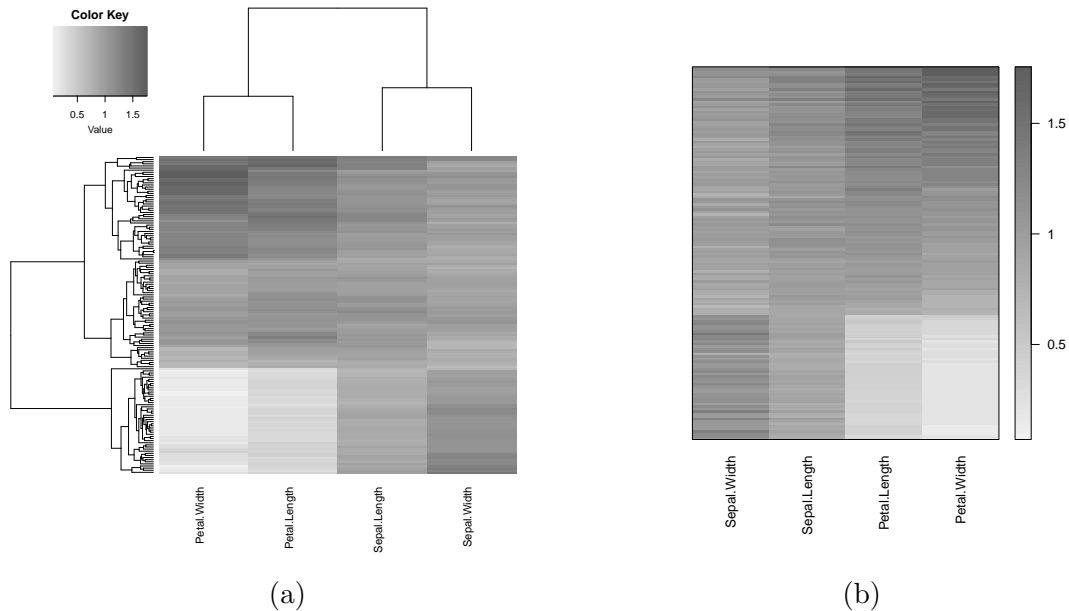 Color Key
0.5 1 1.5
Value
Petal.Width
Petal.Length
Sepal.Length
Sepal.Width
(a)
1.5
1
0.5
Sepal.Width
Sepal.Length
Petal.Length
Petal.Width
(b)